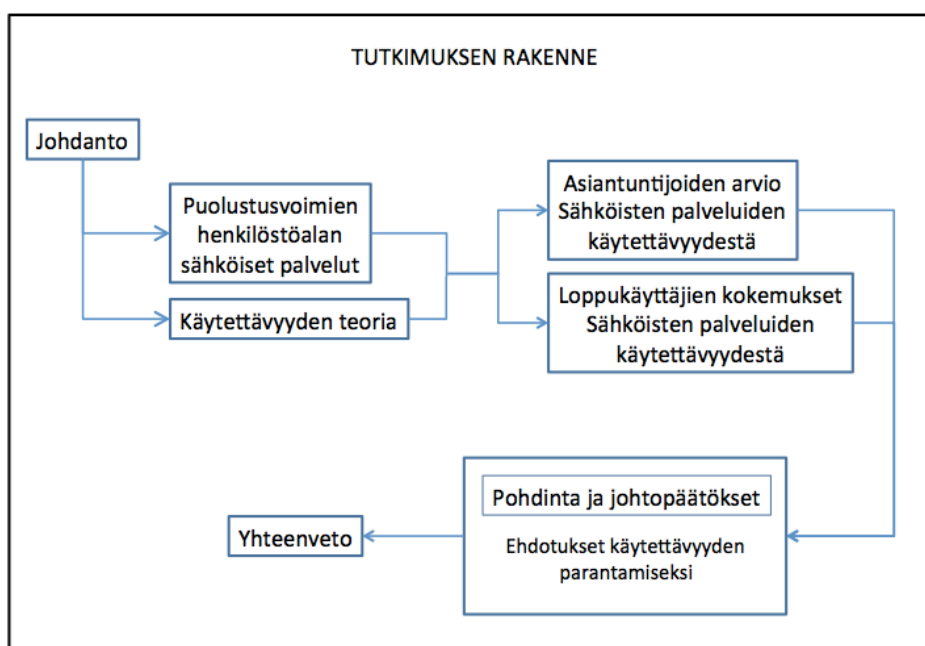 TUTKIMUKSEN RAKENNE
Johdanto
Puolustusvoimien
henkilöstöalan
sähköiset palvelut
Käytettävyyden teoria
Asiantuntijoiden arvio
Sähköisten palveluiden
käytettävyydestä
Loppukäyttäjien kokemukset
Sähköisten palveluiden
käytettävyydestä
Pohdinta ja johtopäätökset
Ehdotukset käytettävyyden
parantamiseksi
Yhteenveto